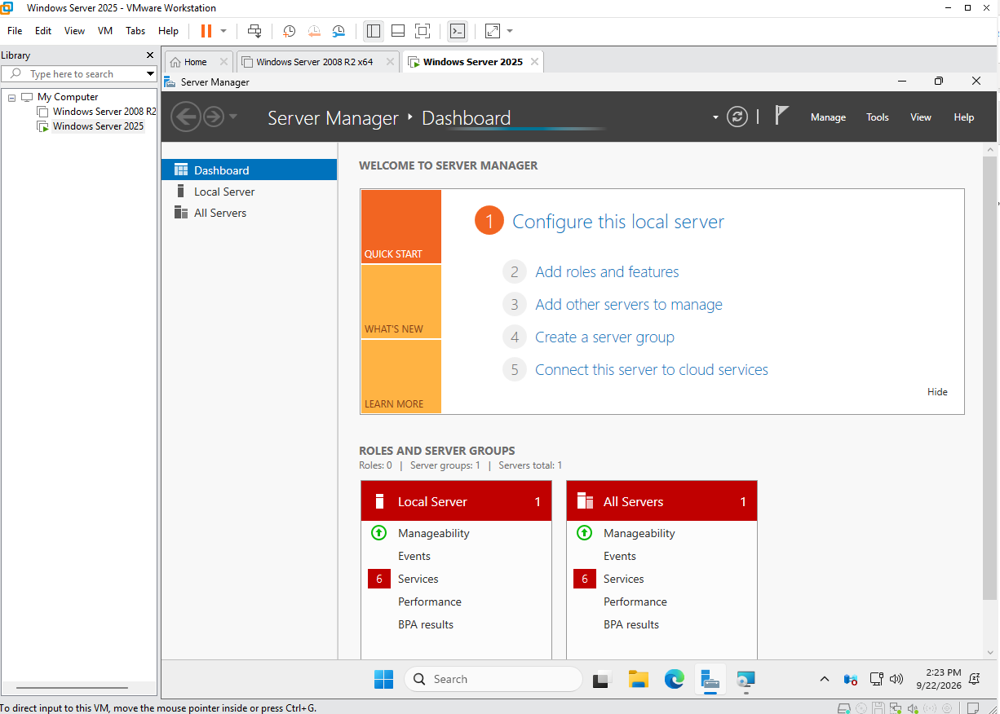 Windows Server 2025 - VMware Workstation
File Edit View VM Tabs Help
Library
Type here to search
My Computer
Windows Server 2008 R2
Windows Server 2025
Home
Windows Server 2008 R2 x64
Windows Server 2025
Server Manager
Server Manager Dashboard
Manage Tools View Help
Dashboard
Local Server
All Servers
WELCOME TO SERVER MANAGER
QUICK START
WHAT'S NEW
LEARN MORE
1 Configure this local server
2 Add roles and features
3 Add other servers to manage
4 Create a server group
5 Connect this server to cloud services
Hide
ROLES AND SERVER GROUPS
Roles: 0 | Server groups: 1 | Servers total: 1
Local Server 1
Manageability
Events
6 Services
Performance
BPA results
All Servers 1
Manageability
Events
6 Services
Performance
BPA results
Search
2:23 PM
9/22/2026
To direct input to this VM, move the mouse pointer inside or press Ctrl+G.